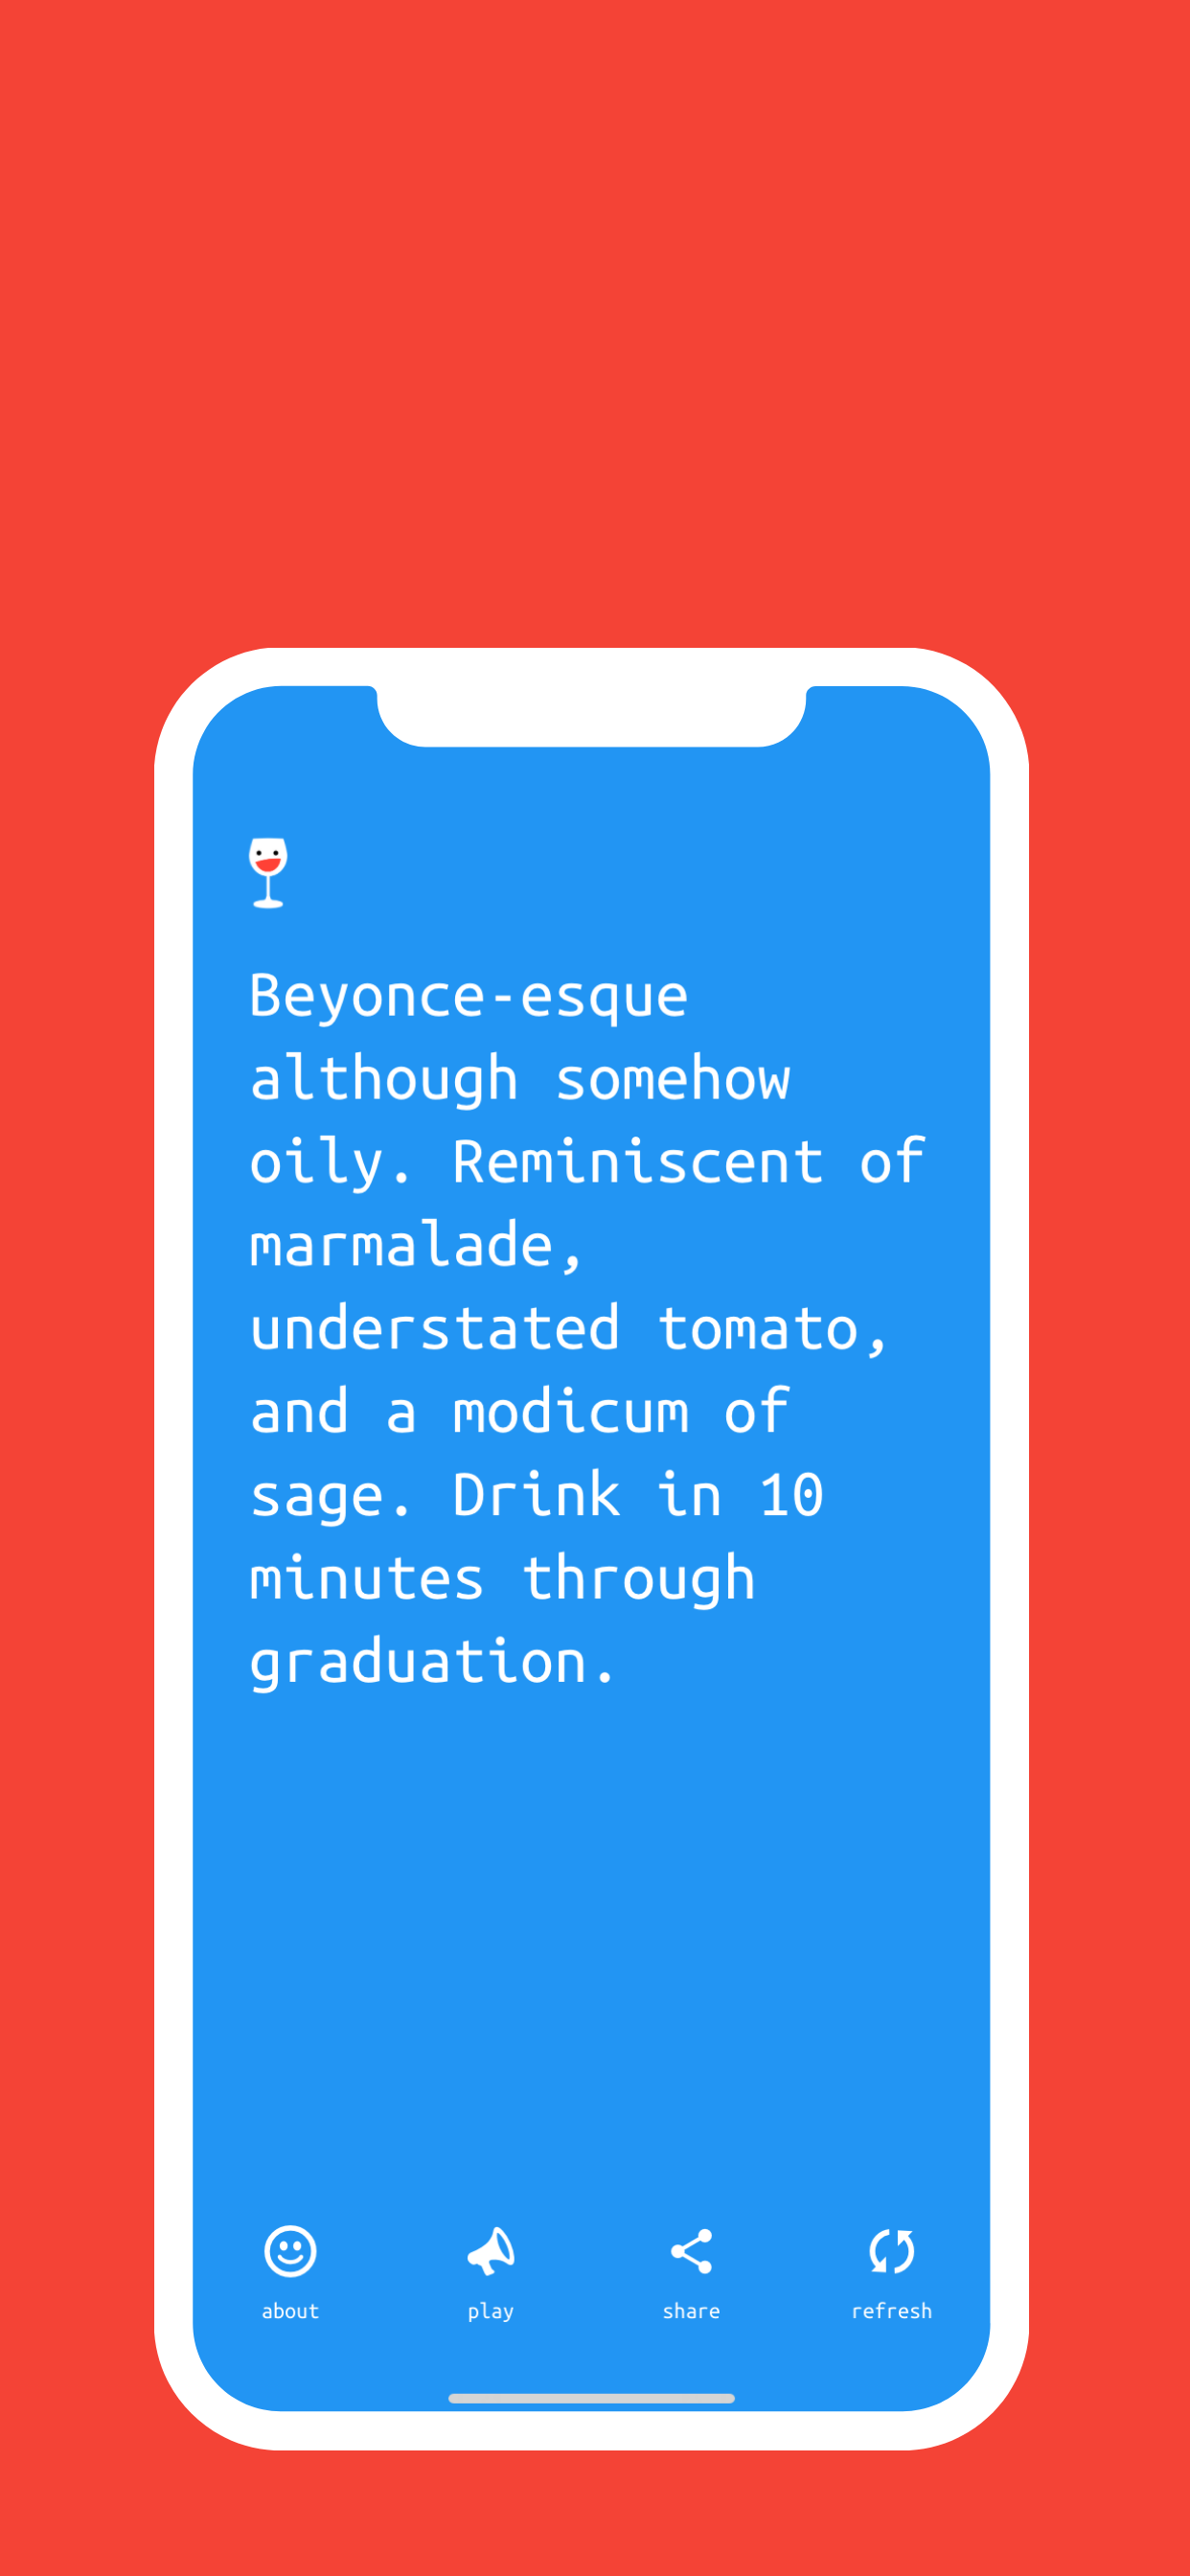 Beyonce-esque
although somehow
oily. Reminiscent of
marmalade,
understated tomato,
and a modicum of
sage. Drink in 10
minutes through
graduation.
about play share refresh